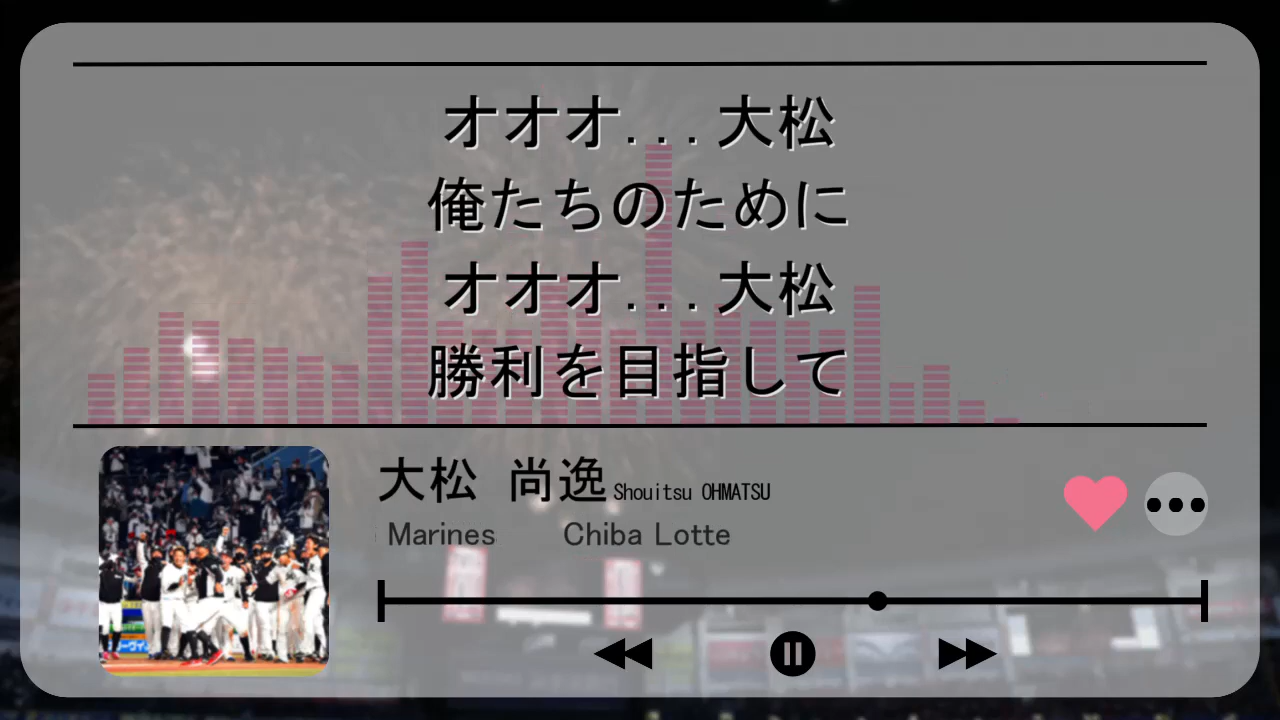 オオオ...大松
俺たちのために
オオオ...大松
勝利を目指して
大松 尚逸 Shouitsu OHMATSU
Marines Chiba Lotte